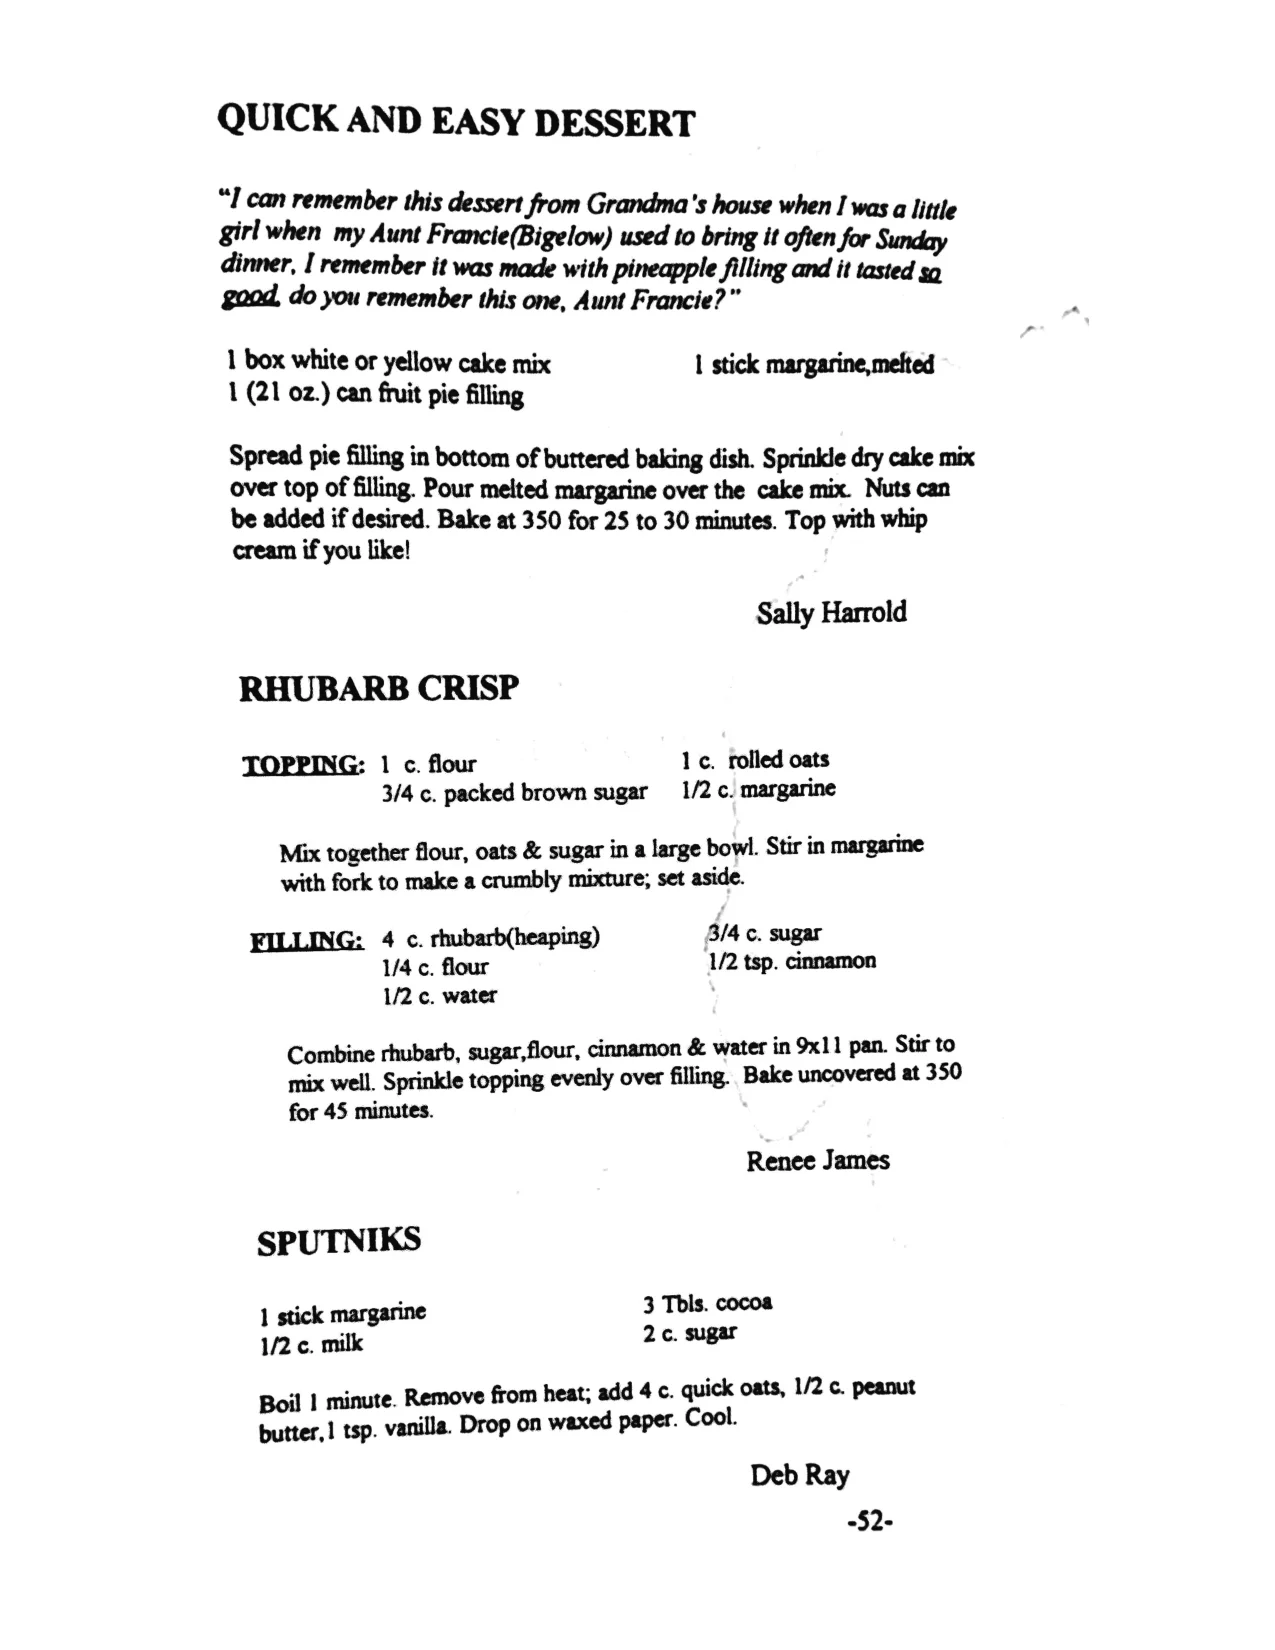 QUICK AND EASY DESSERT
"I can remember this dessert from Grandma's house when I was a little
girl when my Aunt Francie(Bigelow) used to bring it often for Sunday
dinner, I remember it was made with pineapple filling and it tasted so
good, do you remember this one, Aunt Francie?"
1 box white or yellow cake mix 1 stick margarine,melted
1 (21 oz.) can fruit pie filling
Spread pie filling in bottom of buttered baking dish. Sprinkle dry cake mix
over top of filling. Pour melted margarine over the cake mix. Nuts can
be added if desired. Bake at 350 for 25 to 30 minutes. Top with whip
cream if you like!
Sally Harrold
RHUBARB CRISP
TOPPING: 1 c. flour 1 c. rolled oats
3/4 c. packed brown sugar 1/2 c. margarine
Mix together flour, oats & sugar in a large bowl. Stir in margarine
with fork to make a crumbly mixture; set aside.
FILLING: 4 c. rhubarb(heaping) 3/4 c. sugar
1/4 c. flour 1/2 tsp. cinnamon
1/2 c. water
Combine rhubarb, sugar,flour, cinnamon & water in 9x11 pan. Stir to
mix well. Sprinkle topping evenly over filling. Bake uncovered at 350
for 45 minutes.
Renee James
SPUTNIKS
1 stick margarine 3 Tbls. cocoa
1/2 c. milk 2 c. sugar
Boil 1 minute. Remove from heat; add 4 c. quick oats, 1/2 c. peanut
butter,1 tsp. vanilla. Drop on waxed paper. Cool.
Deb Ray
-52-